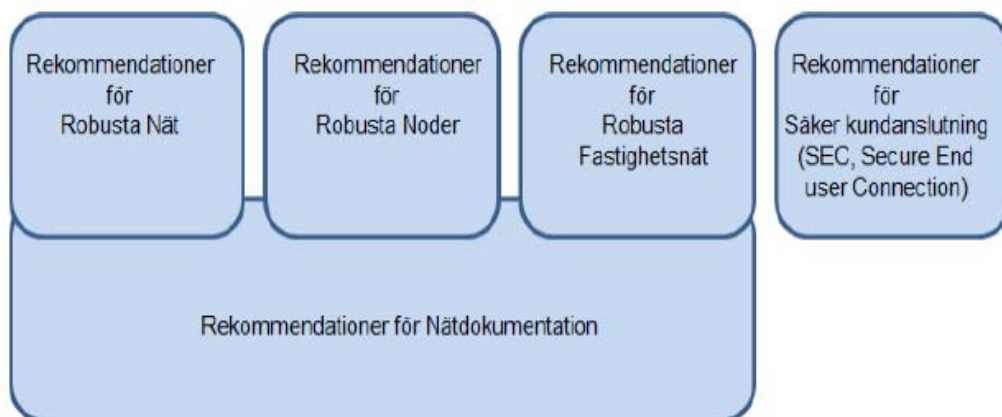 Rekommendationer
för
Robusta Nät
Rekommendationer
för
Robusta Noder
Rekommendationer
för
Robusta
Fastighetsnät
Rekommendationer
för
Säker kundanslutning
(SEC, Secure End
user Connection)
Rekommendationer för Nätdokumentation